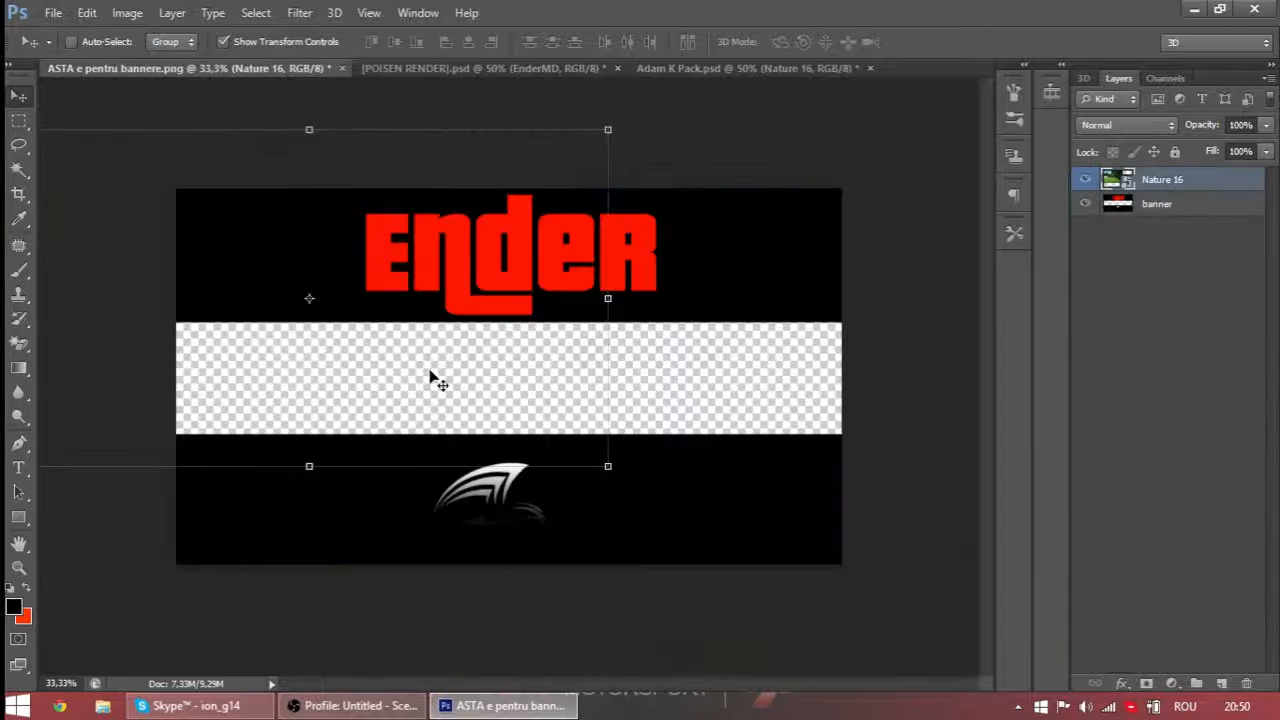 Ps File Edit Image Layer Type Select Filter 3D View Window Help
Auto-Select: Group Show Transform Controls 3D Mode: 3D
ASTA e pentru bannere.png @ 33,3% (Nature 16, RGB/8) * × [POISEN RENDER].psd @ 50% (EnderMD, RGB/8) * × Adam K Pack.psd @ 50% (Nature 16, RGB/8) * ×
3D Layers Channels
Kind
Normal Opacity: 100%
Lock: Fill: 100%
Nature 16
banner
Ender
33,33% Doc: 7,33M/9,29M
Skype™ - ion_g14 Profile: Untitled - Sce... Ps ASTA e pentru bann... ROU 20:50